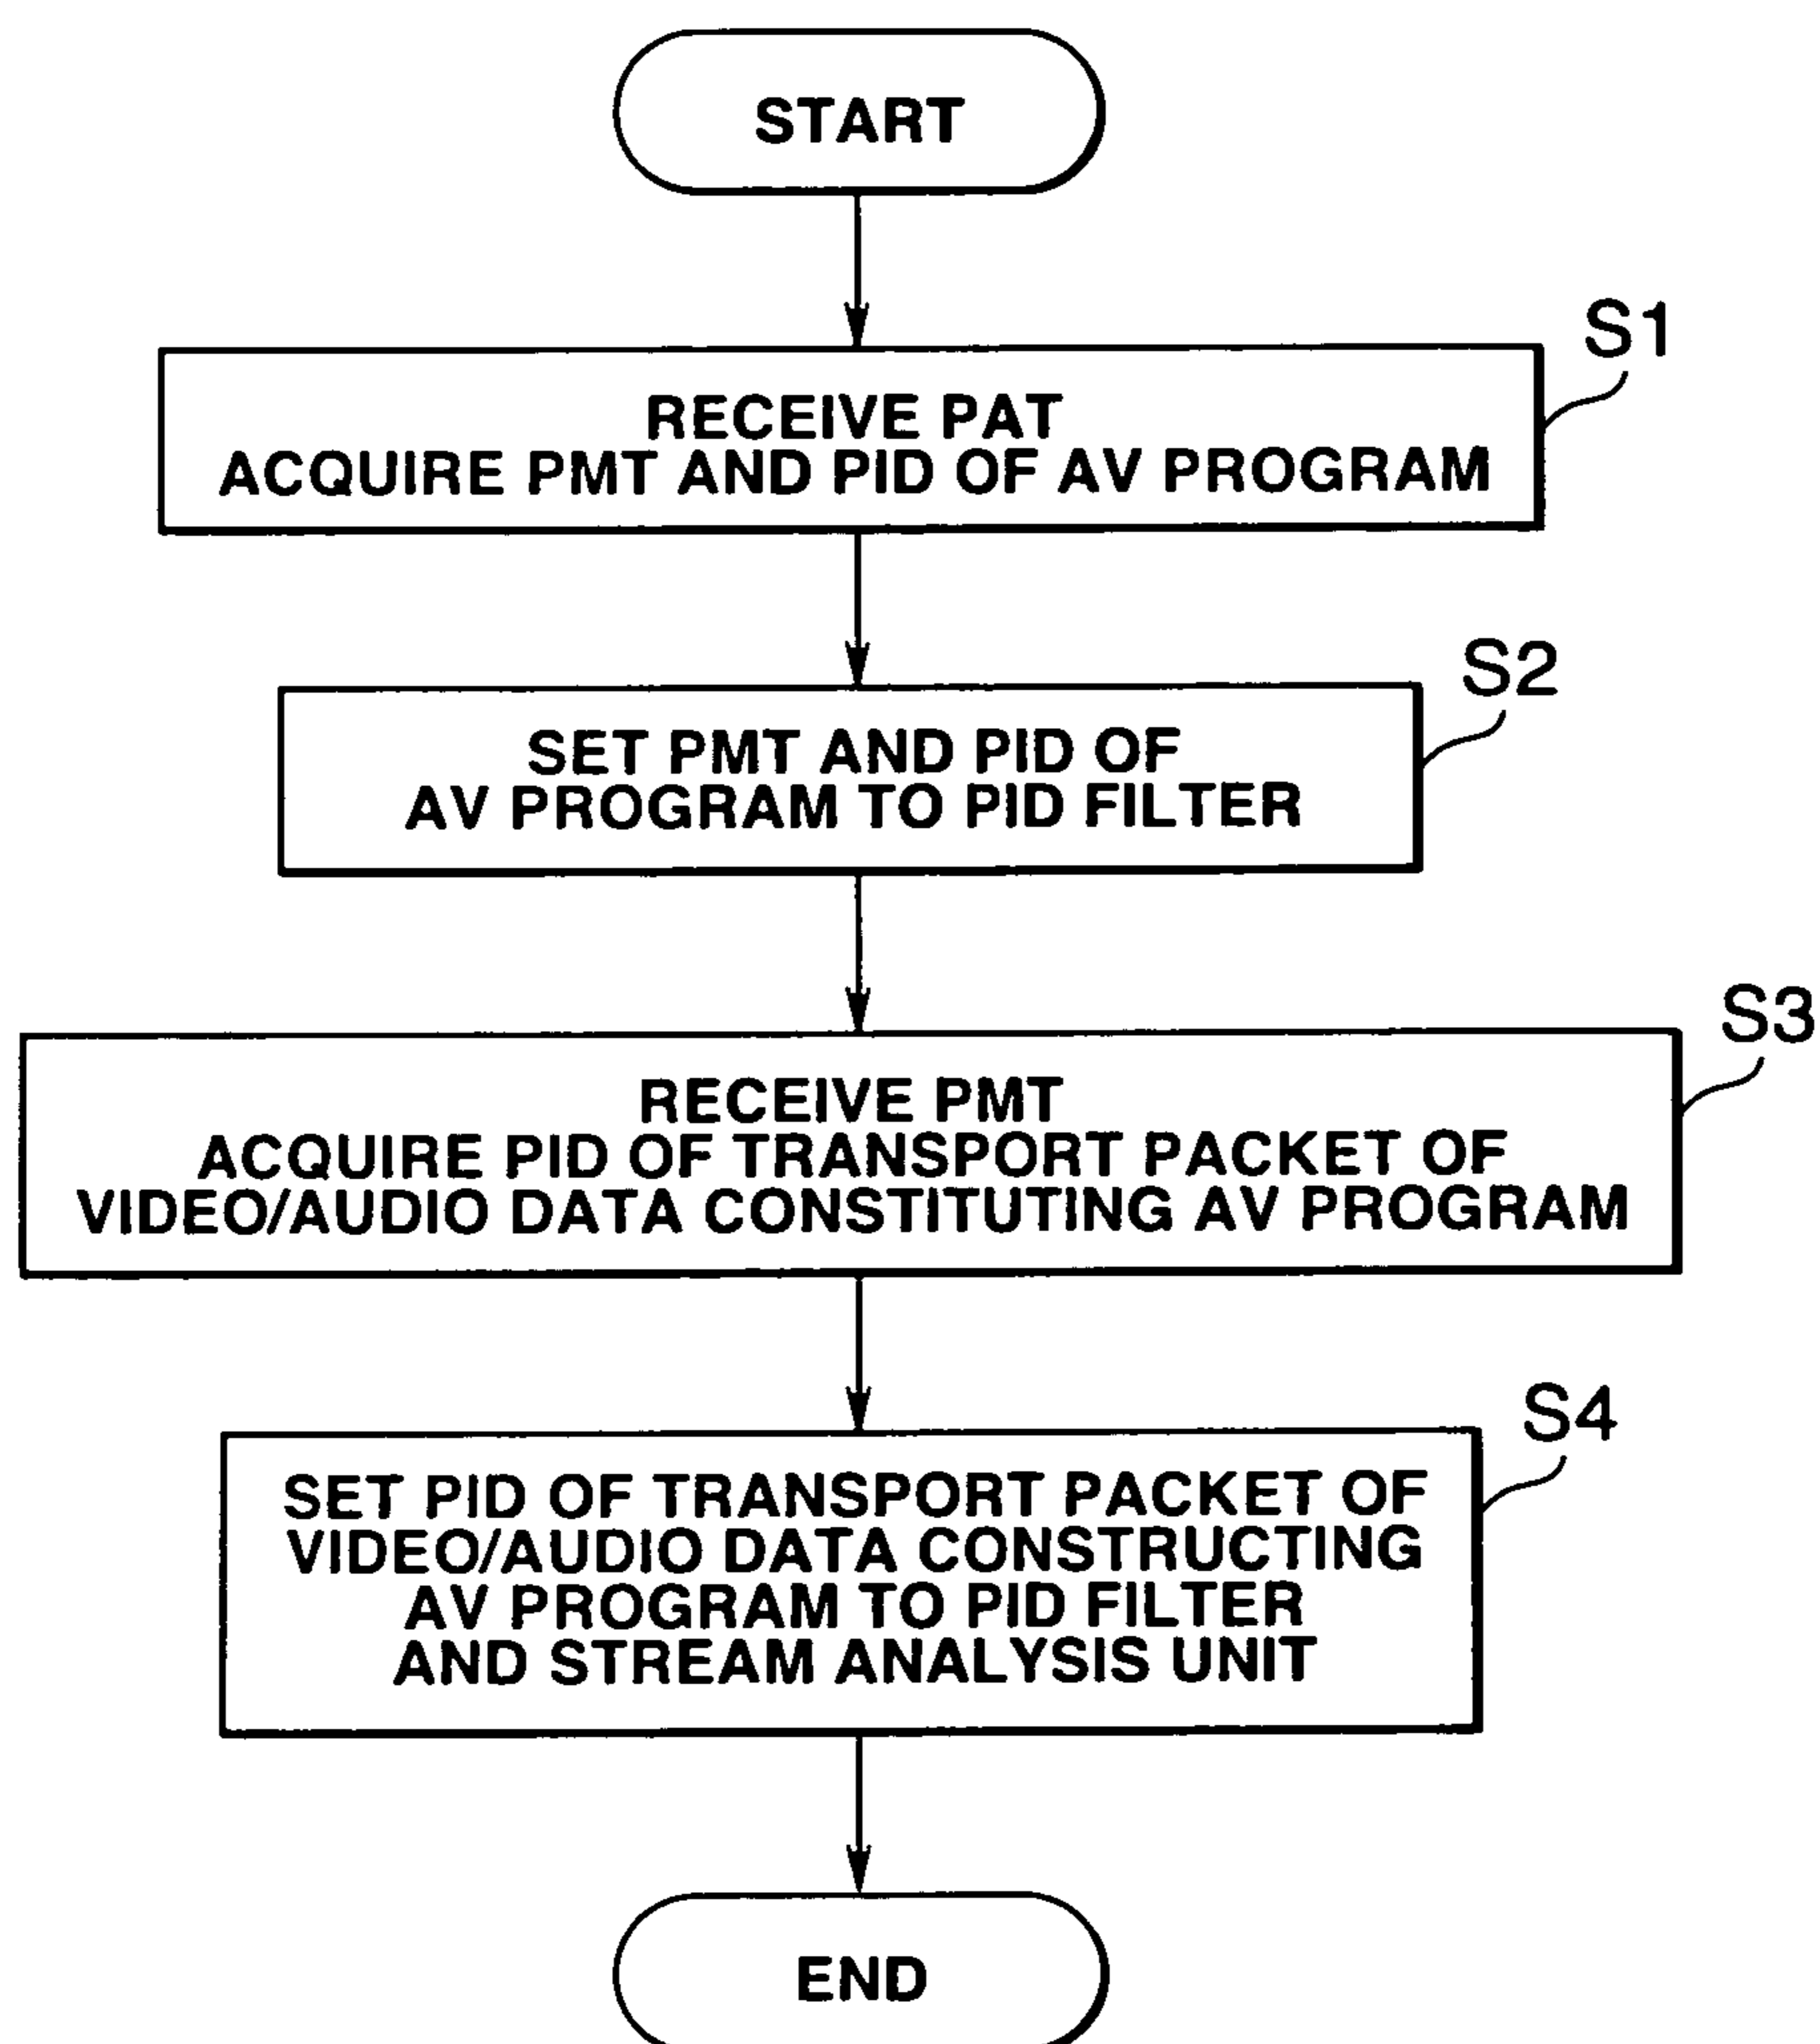 START
S1
RECEIVE PAT
ACQUIRE PMT AND PID OF AV PROGRAM
S2
SET PMT AND PID OF
AV PROGRAM TO PID FILTER
S3
RECEIVE PMT
ACQUIRE PID OF TRANSPORT PACKET OF
VIDEO/AUDIO DATA CONSTITUTING AV PROGRAM
S4
SET PID OF TRANSPORT PACKET OF
VIDEO/AUDIO DATA CONSTRUCTING
AV PROGRAM TO PID FILTER
AND STREAM ANALYSIS UNIT
END